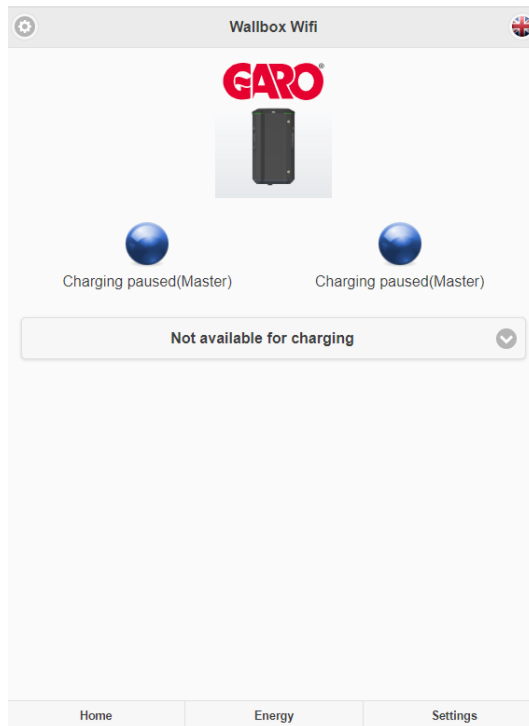 Wallbox Wifi
GARO
Charging paused(Master)
Charging paused(Master)
Not available for charging
Home
Energy
Settings